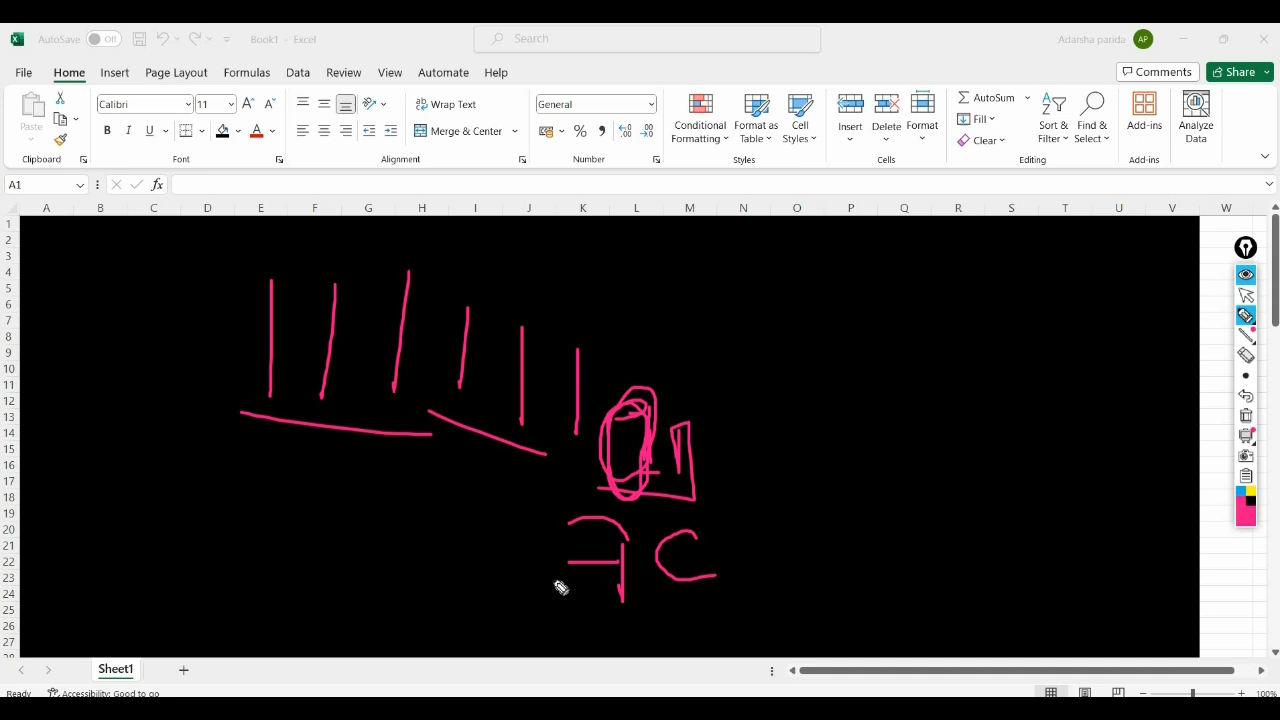 AutoSave Off Book1 - Excel Search Adarsha parida AP
File Home Insert Page Layout Formulas Data Review View Automate Help Comments Share
Paste Calibri 11 A A Wrap Text General Conditional Formatting Format as Table Cell Styles Insert Delete Format AutoSum Fill Clear Sort & Filter Find & Select Add-ins Analyze Data
B I U A Merge & Center % 9
Clipboard Font Alignment Number Styles Cells Editing Add-ins
A1 fx
A B C D E F G H I J K L M N O P Q R S T U V W
1
2
3
4
5
6
7
8
9
10
11
12
13
14
15
16
17
18
19
20
21
22
23
24
25
26
27
28
C
Sheet1
Ready Accessibility: Good to go 100%